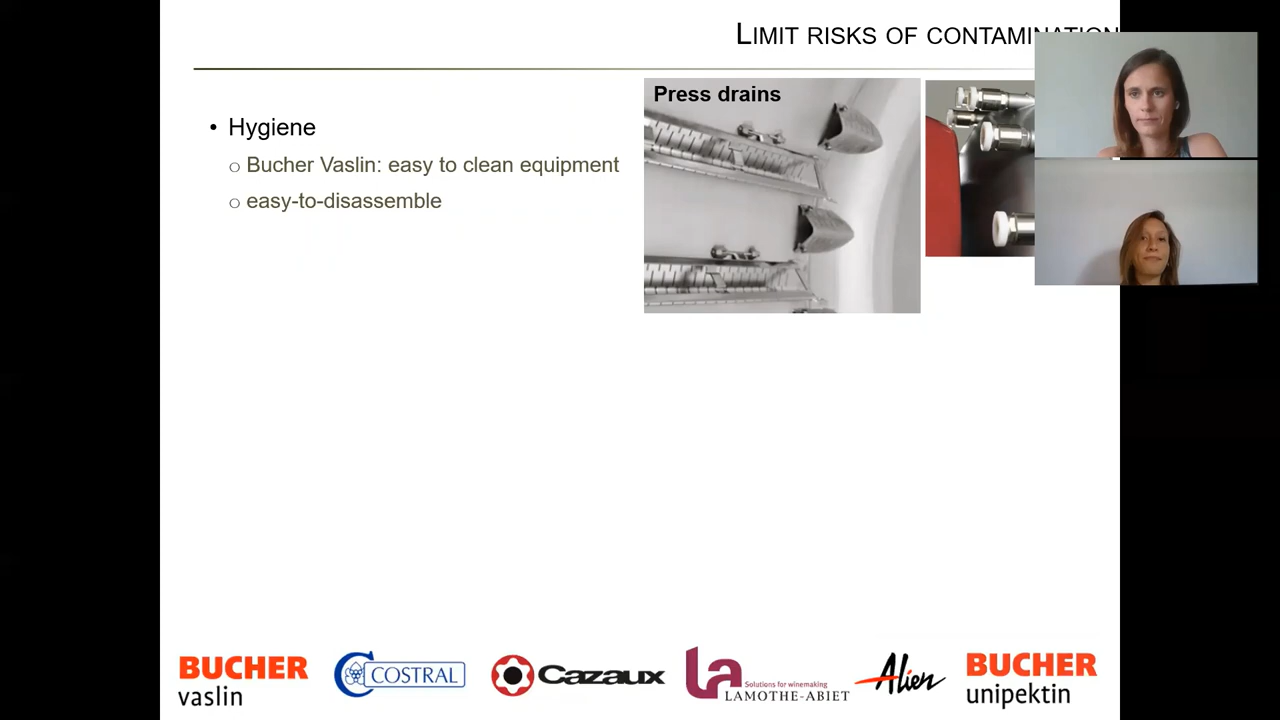 LIMIT RISKS OF CONTAMINATION
• Hygiene
o Bucher Vaslin: easy to clean equipment
o easy-to-disassemble
Press drains
BUCHER
vaslin
COSTRAL
Cazaux
la
Solutions for winemaking
LAMOTHE-ABIET
Alien
BUCHER
unipektin